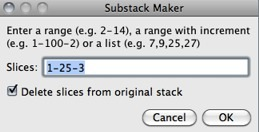 Substack Maker
Enter a range (e.g. 2-14), a range with increment
(e.g. 1-100-2) or a list (e.g. 7,9,25,27)
Slices: 1-25-3
Delete slices from original stack
Cancel OK